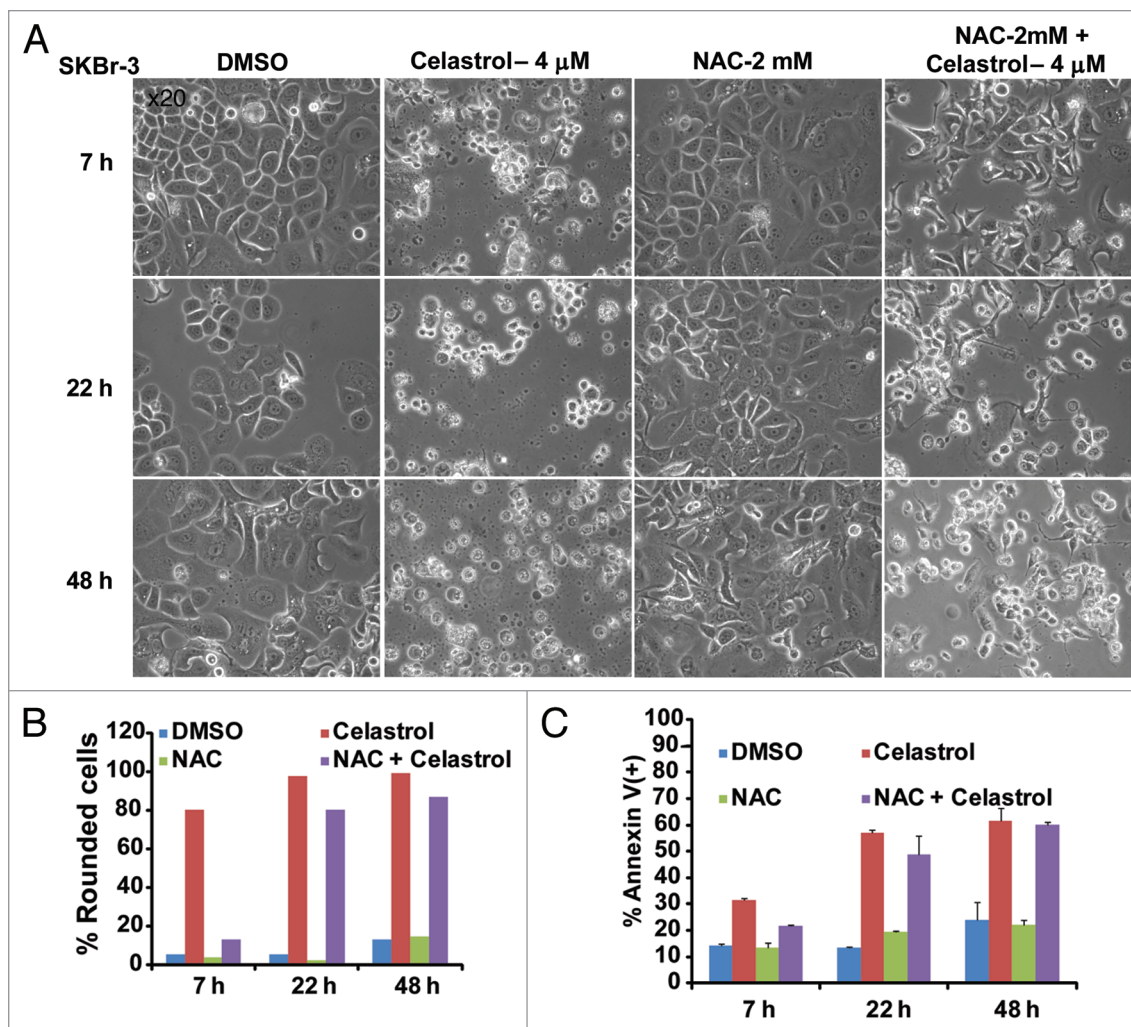 A
SKBr-3
DMSO
Celastrol– 4 μM
NAC-2 mM
NAC-2mM +
Celastrol– 4 μM
x20
7 h
22 h
48 h
B
% Rounded cells
120
100
80
60
40
20
0
DMSO
Celastrol
NAC
NAC + Celastrol
7 h
22 h
48 h
C
% Annexin V(+)
100
90
80
70
60
50
40
30
20
10
0
DMSO
Celastrol
NAC
NAC + Celastrol
7 h
22 h
48 h